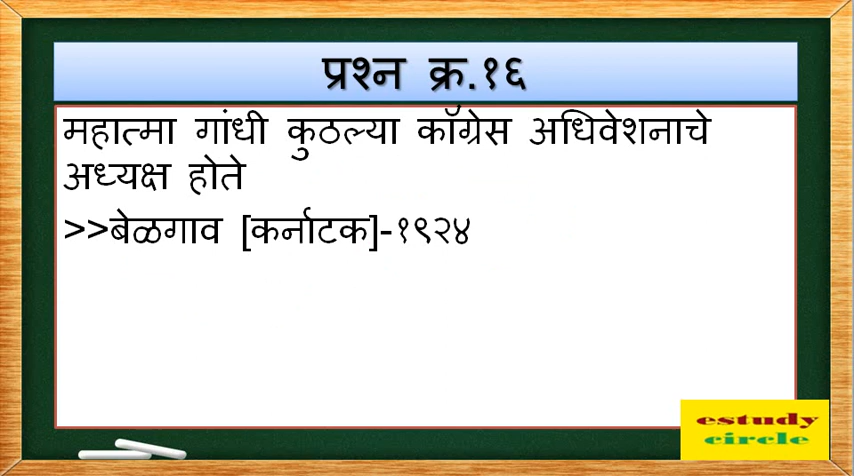 प्रश्न क्र.१६
महात्मा गांधी कुठल्या कॉग्रेस अधिवेशनाचे
अध्यक्ष होते
>>बेळगाव [कर्नाटक]-१९२४
estudy
circle